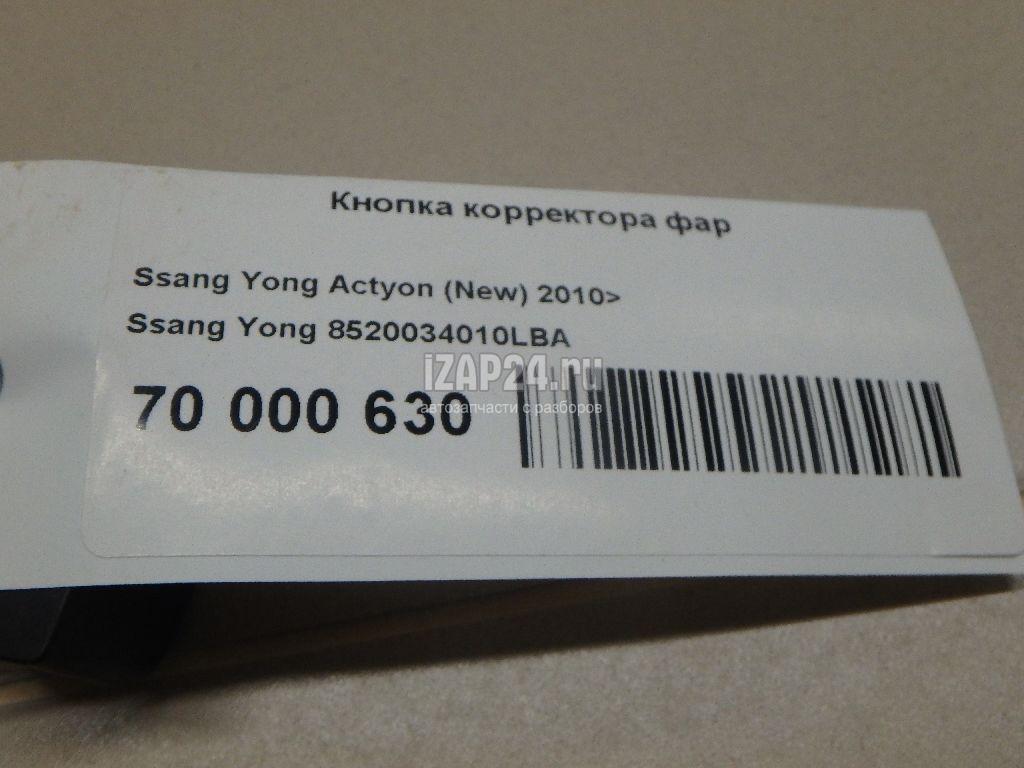 Кнопка корректора фар
Ssang Yong Actyon (New) 2010>
Ssang Yong 8520034010LBA
iZAP24.ru
70 000 630
автозапчасти с разборов